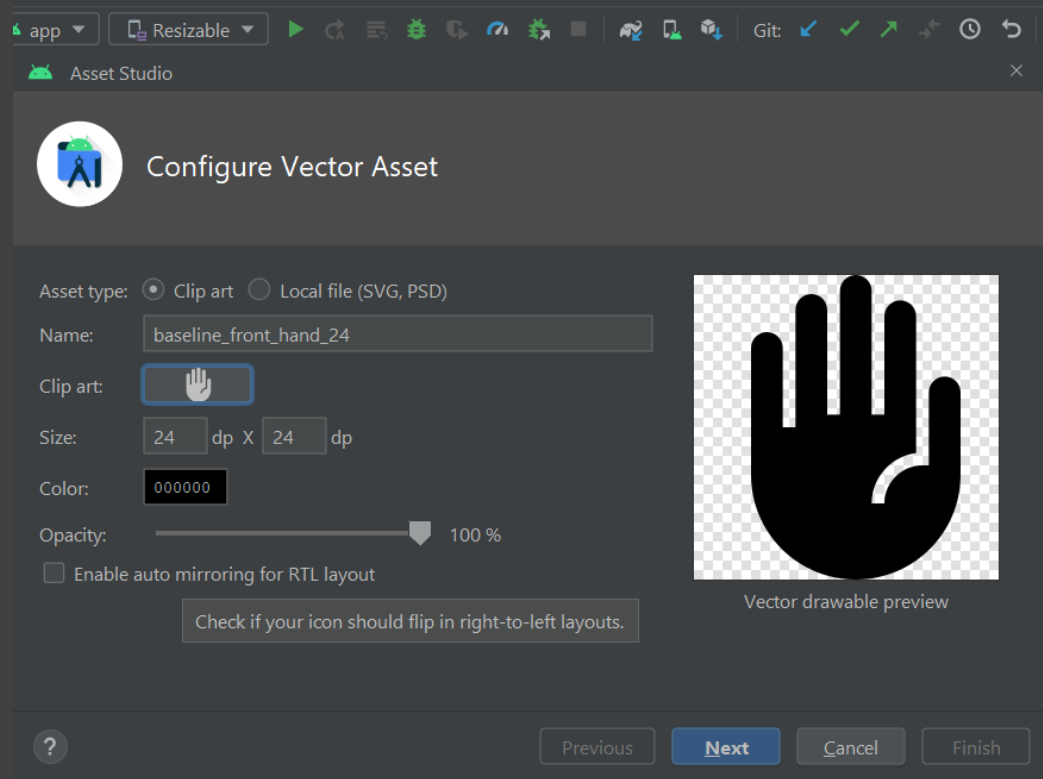 app Resizable Git:
Asset Studio
Configure Vector Asset
Asset type: Clip art Local file (SVG, PSD)
Name: baseline_front_hand_24
Clip art:
Size: 24 dp X 24 dp
Color: 000000
Opacity: 100 %
Enable auto mirroring for RTL layout
Check if your icon should flip in right-to-left layouts.
Vector drawable preview
? Previous Next Cancel Finish